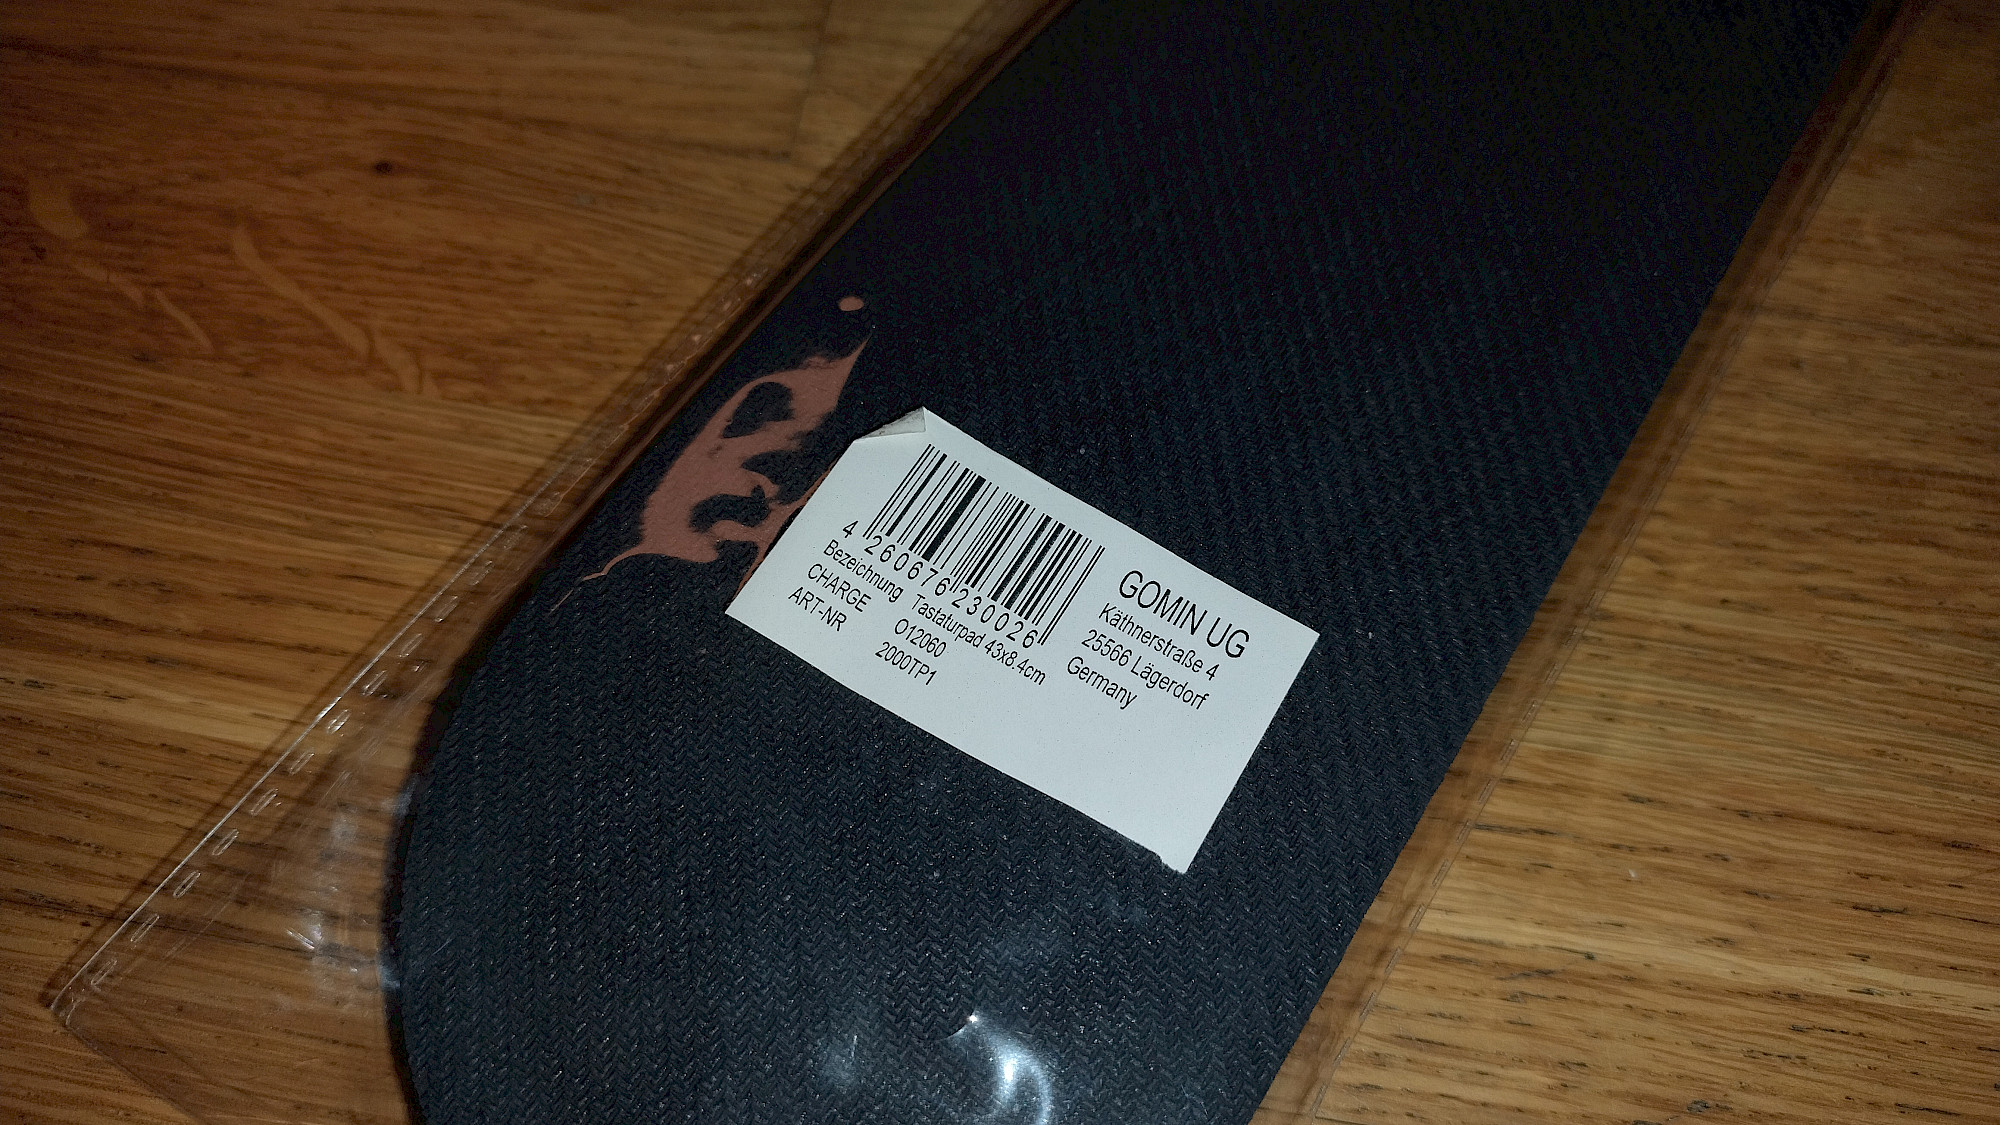 4 260676 230026
Bezeichnung Tastaturpad 43x8.4cm
CHARGE O12060
ART-NR 2000TP1
GOMIN UG
Käthnerstraße 4
25566 Lägerdorf
Germany